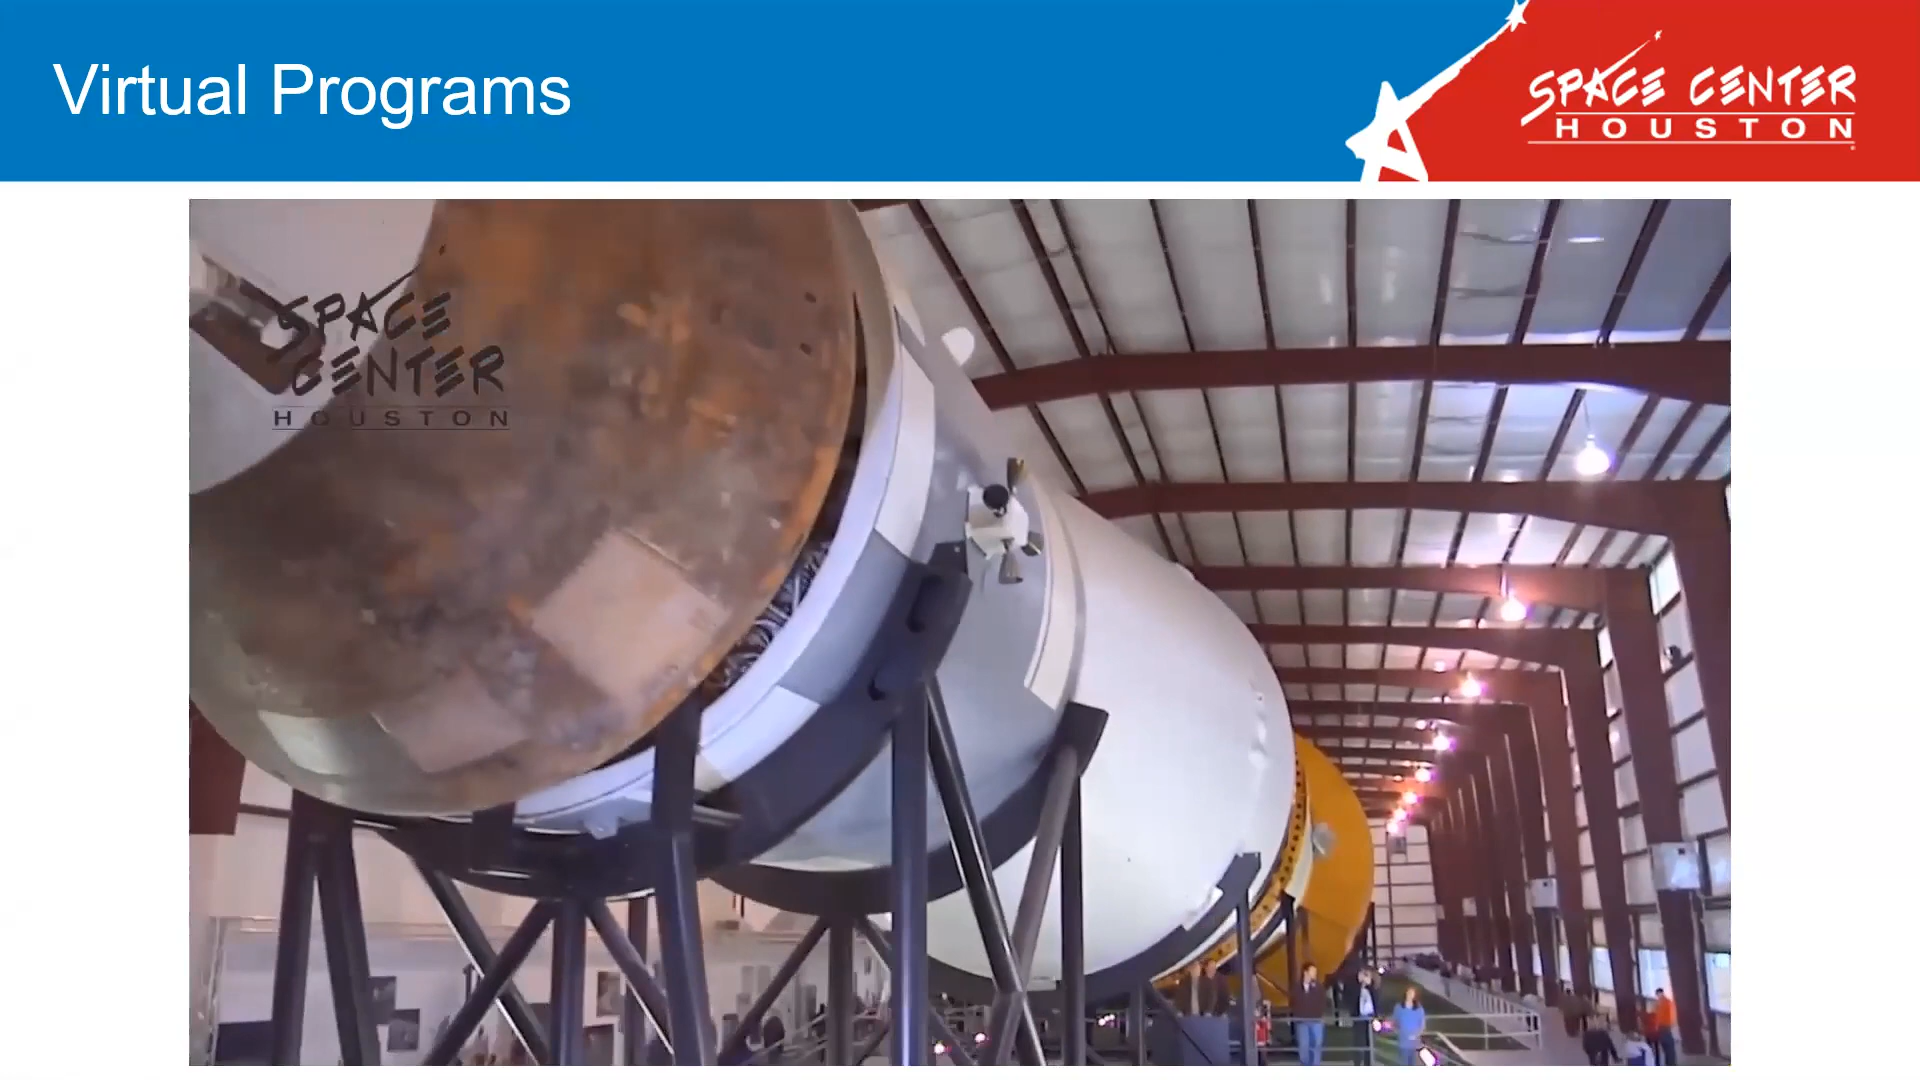 Virtual Programs
SPACE CENTER
HOUSTON
SPACE
CENTER
HOUSTON